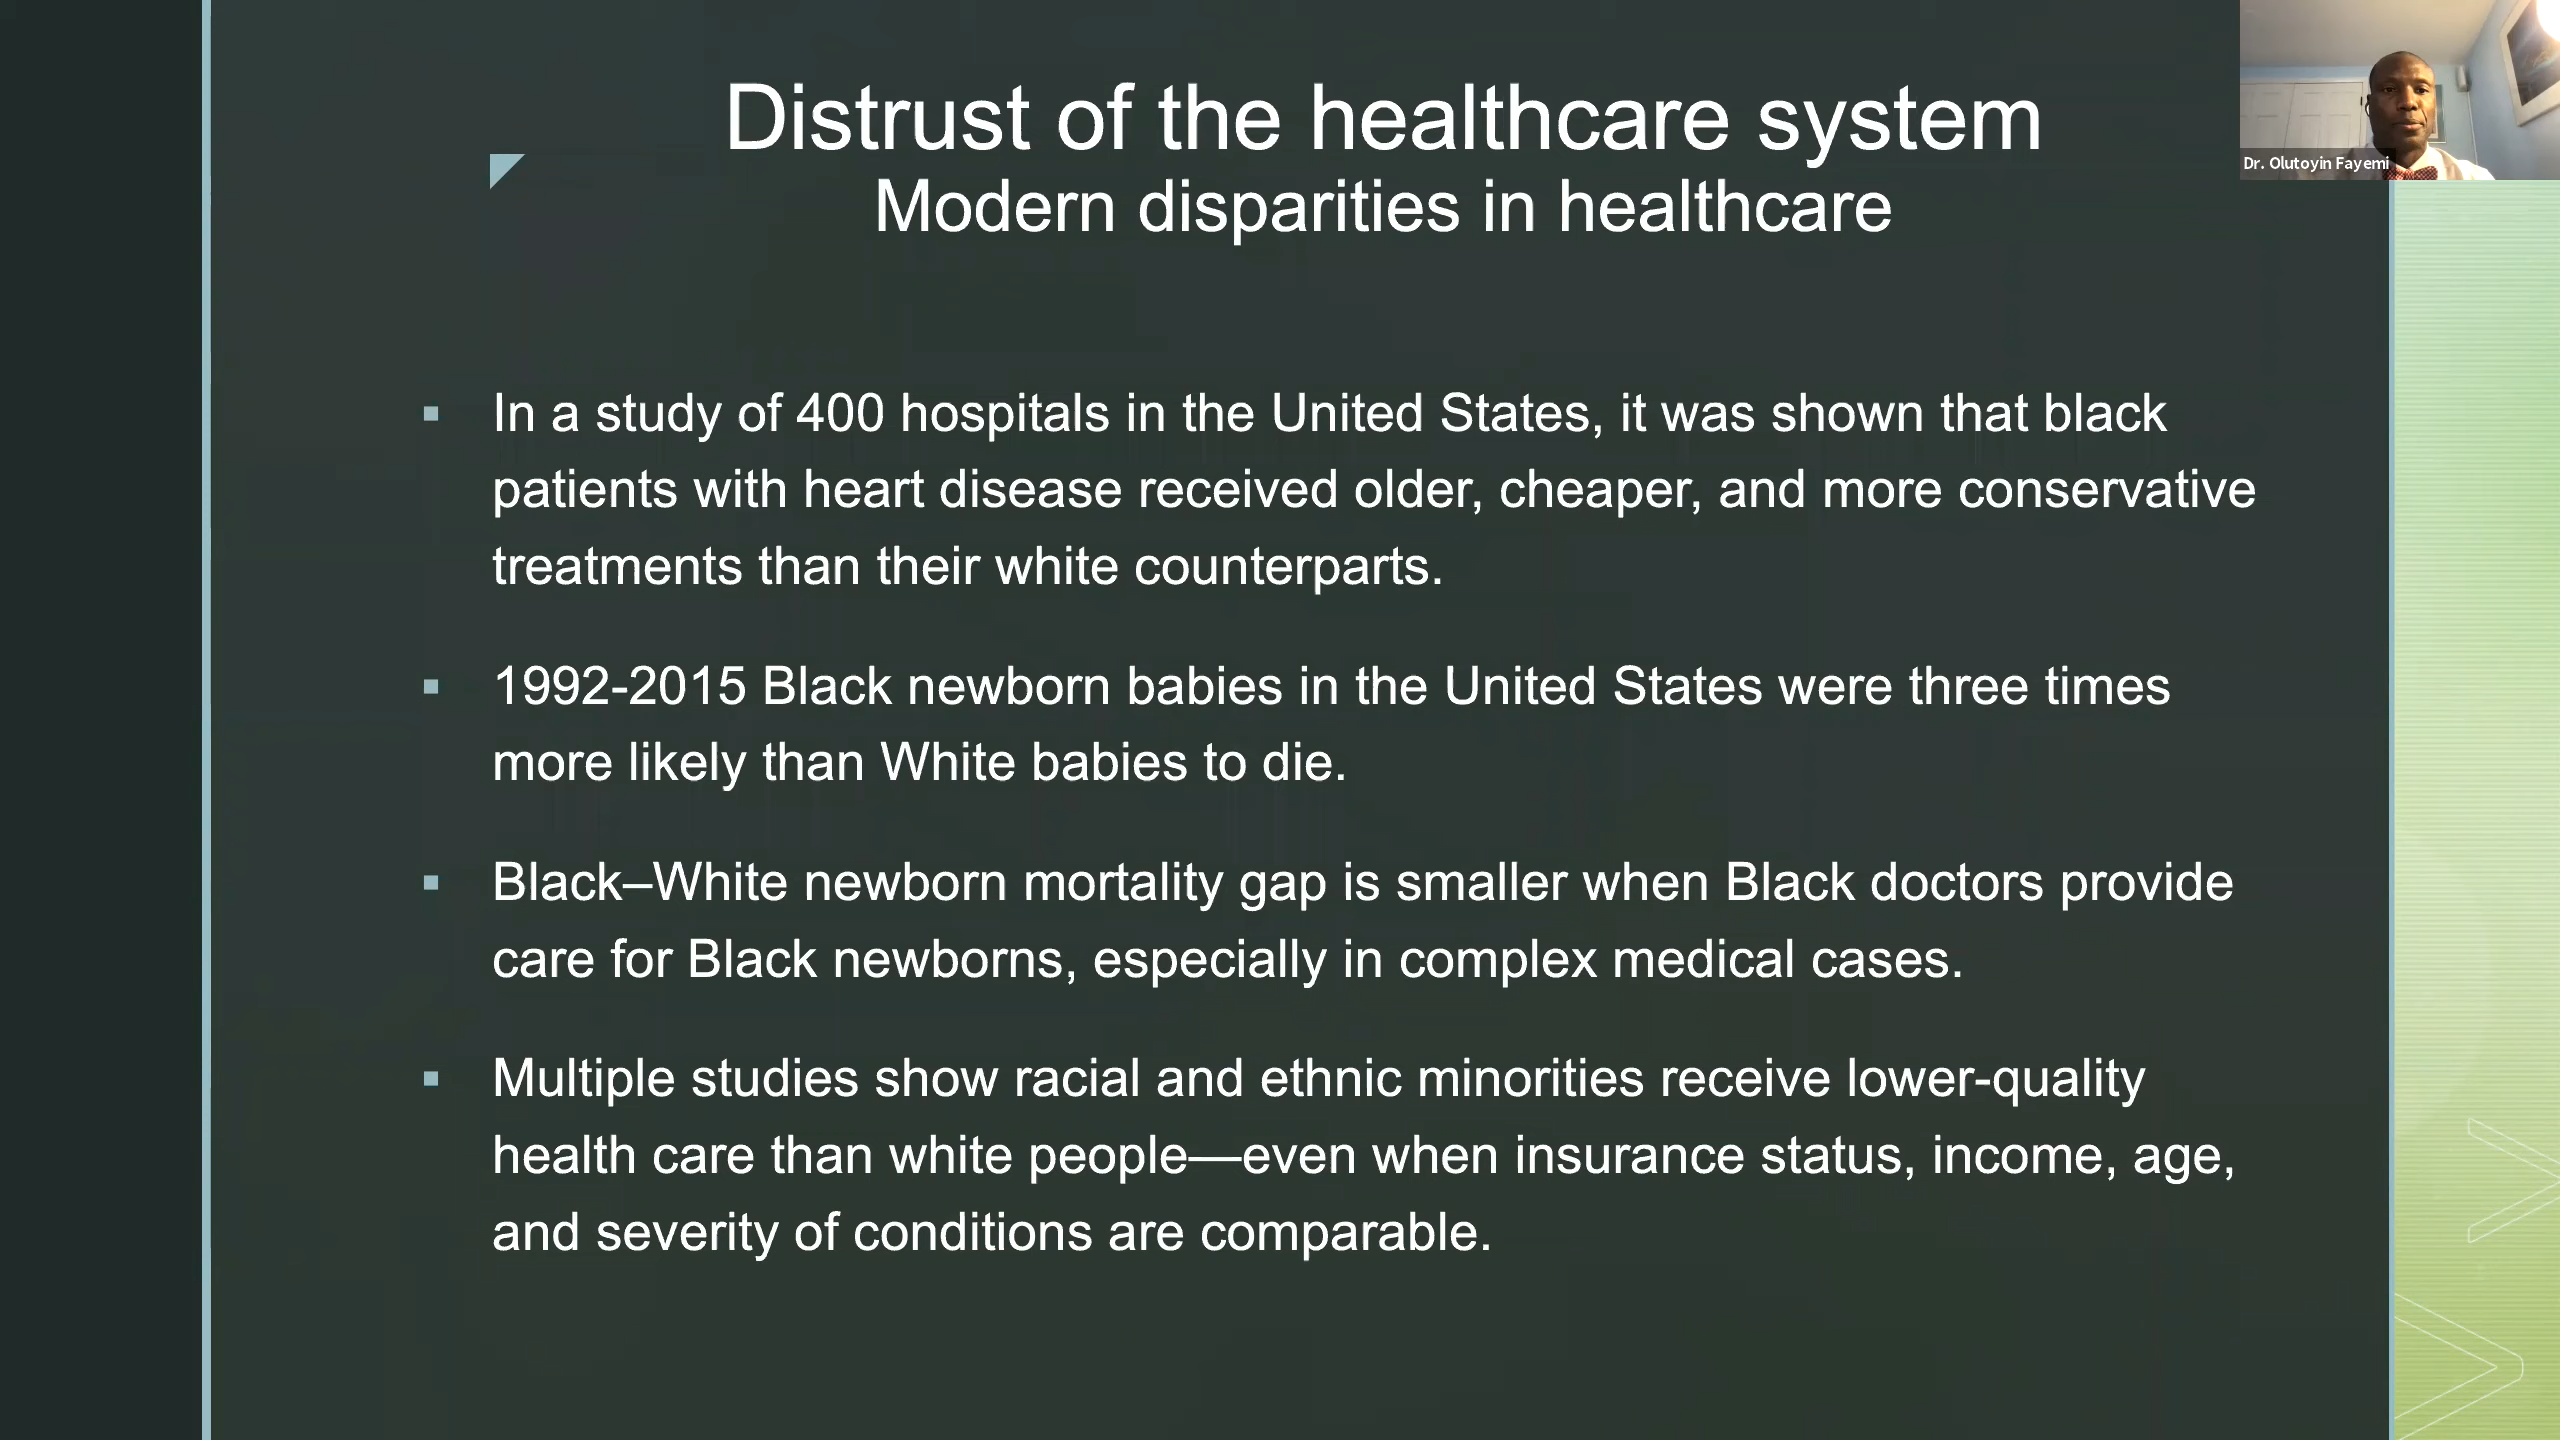 Distrust of the healthcare system
Modern disparities in healthcare
Dr. Olutoyin Fayemi
▪ In a study of 400 hospitals in the United States, it was shown that black
patients with heart disease received older, cheaper, and more conservative
treatments than their white counterparts.
▪ 1992-2015 Black newborn babies in the United States were three times
more likely than White babies to die.
▪ Black–White newborn mortality gap is smaller when Black doctors provide
care for Black newborns, especially in complex medical cases.
▪ Multiple studies show racial and ethnic minorities receive lower-quality
health care than white people—even when insurance status, income, age,
and severity of conditions are comparable.